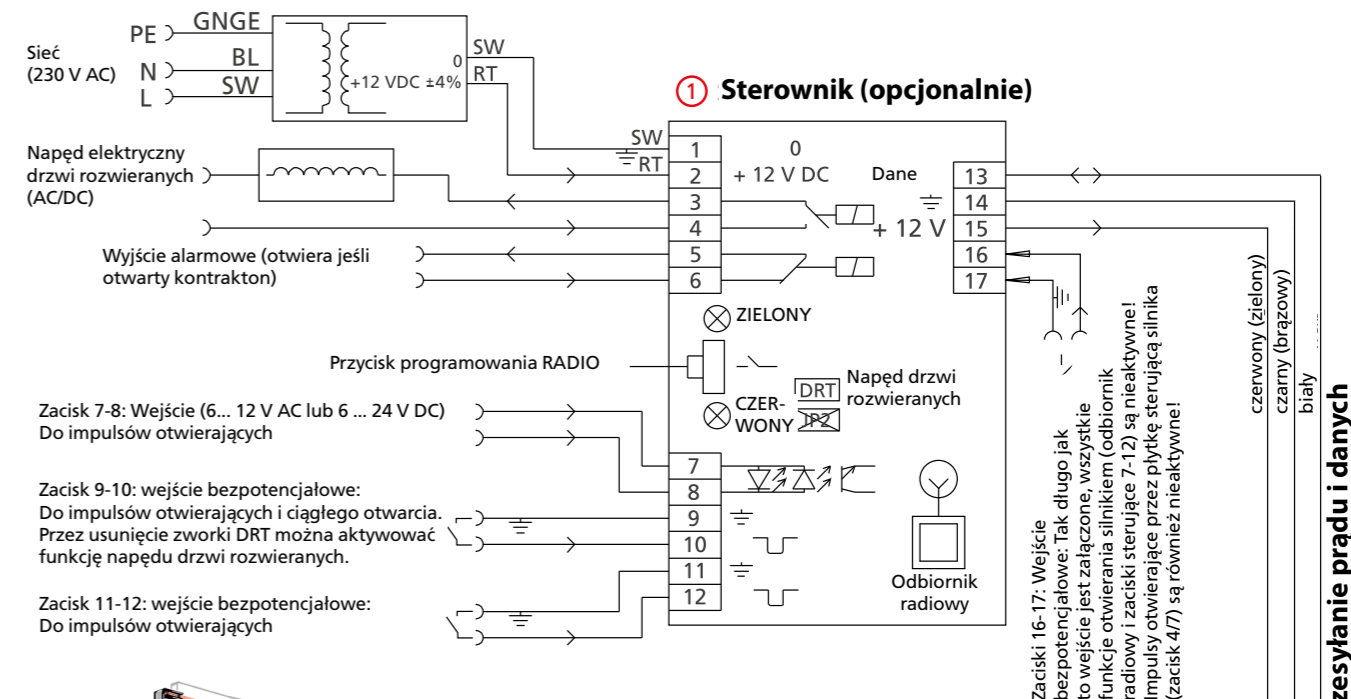 GNGE
PE
Sieć
(230 V AC)
BL
N
SW
L
0
+12 VDC ±4%
SW
RT
1 Sterownik (opcjonalnie)
Napęd elektryczny
drzwi rozwieranych
(AC/DC)
SW
RT
1
2
3
4
5
6
0
+ 12 V DC
Dane
+ 12 V
13
14
15
16
17
Wyjście alarmowe (otwiera jeśli
otwarty kontrakton)
ZIELONY
Przycisk programowania RADIO
DRT
Napęd drzwi
rozwieranych
CZER-
WONY
JP2
Zacisk 7-8: Wejście (6... 12 V AC lub 6 ... 24 V DC)
Do impulsów otwierających
7
8
9
10
11
12
Zacisk 9-10: wejście bezpotencjałowe:
Do impulsów otwierających i ciągłego otwarcia.
Przez usunięcie zworki DRT można aktywować
funkcję napędu drzwi rozwieranych.
Zacisk 11-12: wejście bezpotencjałowe:
Do impulsów otwierających
Odbiornik
radiowy
Zaciski 16-17: Wejście
bezpotencjałowe: Tak długo jak
to wejście jest załączone, wszystkie
funkcje otwierania silnikiem (odbiornik
radiowy i zaciski sterujące 7-12) są nieaktywne!
Impulsy otwierające przez płytkę sterującą silnika
(zacisk 4/7) są również nieaktywne!
czerwony (zielony)
czarny (brązowy)
biały
zesyłanie prądu i danych